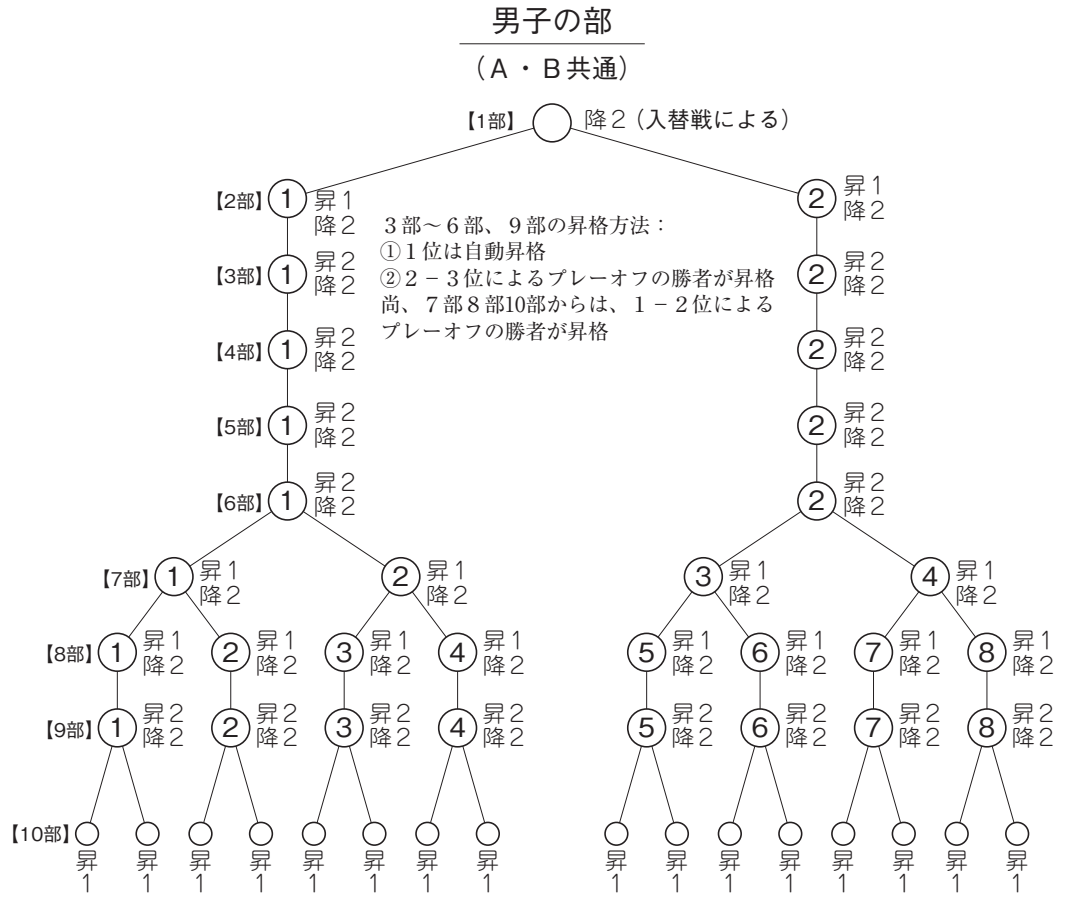 男子の部
（Ａ・Ｂ共通）
【1部】 降２（入替戦による）
【2部】 1 昇１ 2 昇１
降２ 降２
３部～６部、９部の昇格方法：
①１位は自動昇格
②２－３位によるプレーオフの勝者が昇格
尚、７部８部10部からは、１－２位による
プレーオフの勝者が昇格
【3部】 1 昇２ 2 昇２
降２ 降２
【4部】 1 昇２ 2 昇２
降２ 降２
【5部】 1 昇２ 2 昇２
降２ 降２
【6部】 1 昇２ 2 昇２
降２ 降２
【7部】 1 昇１ 2 昇１ 3 昇１ 4 昇１
降２ 降２ 降２ 降２
【8部】 1 昇１ 2 昇１ 3 昇１ 4 昇１ 5 昇１ 6 昇１ 7 昇１ 8 昇１
降２ 降２ 降２ 降２ 降２ 降２ 降２ 降２
【9部】 1 昇２ 2 昇２ 3 昇２ 4 昇２ 5 昇２ 6 昇２ 7 昇２ 8 昇２
降２ 降２ 降２ 降２ 降２ 降２ 降２ 降２
【10部】
昇 昇 昇 昇 昇 昇 昇 昇 昇 昇 昇 昇 昇 昇 昇 昇
１ １ １ １ １ １ １ １ １ １ １ １ １ １ １ １